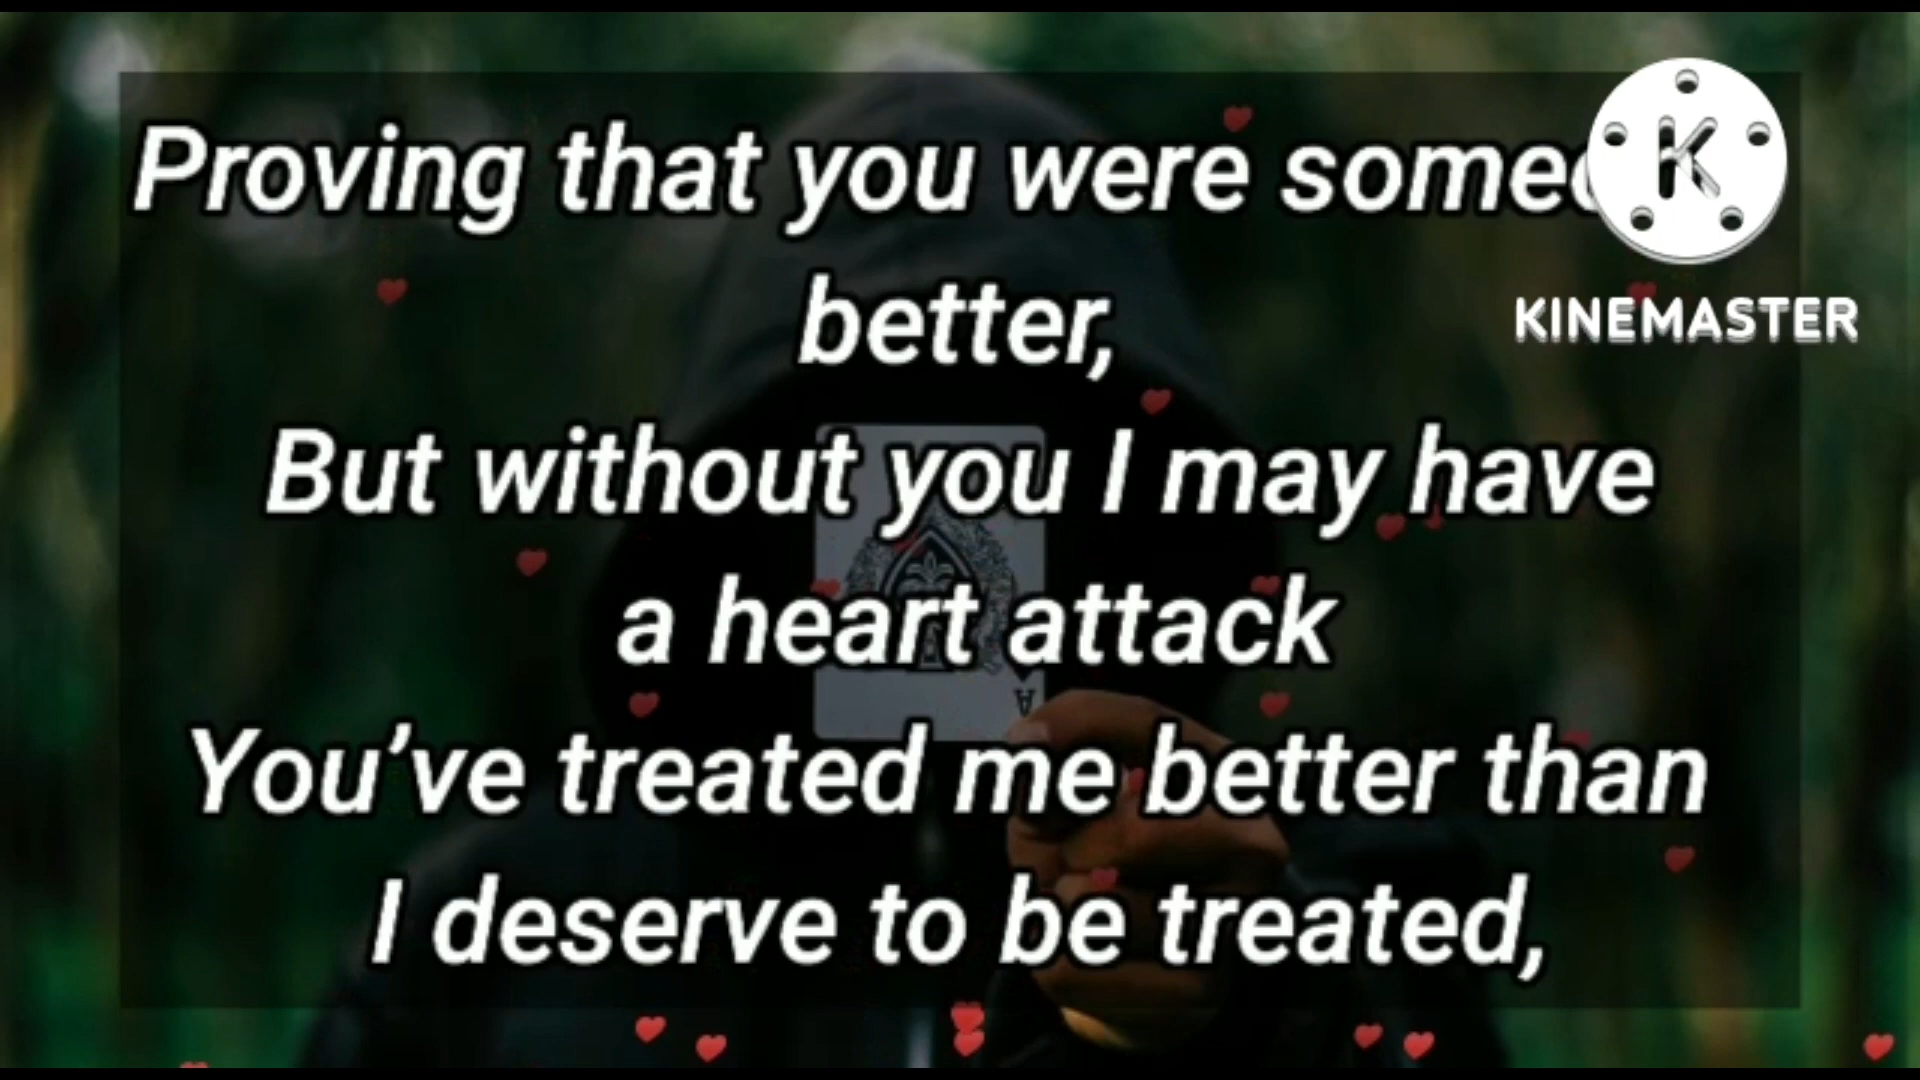 Proving that you were
better,
But without you I may have
a heart attack
You’ve treated me better than
I deserve to be treated,
K
KINEMASTER
A